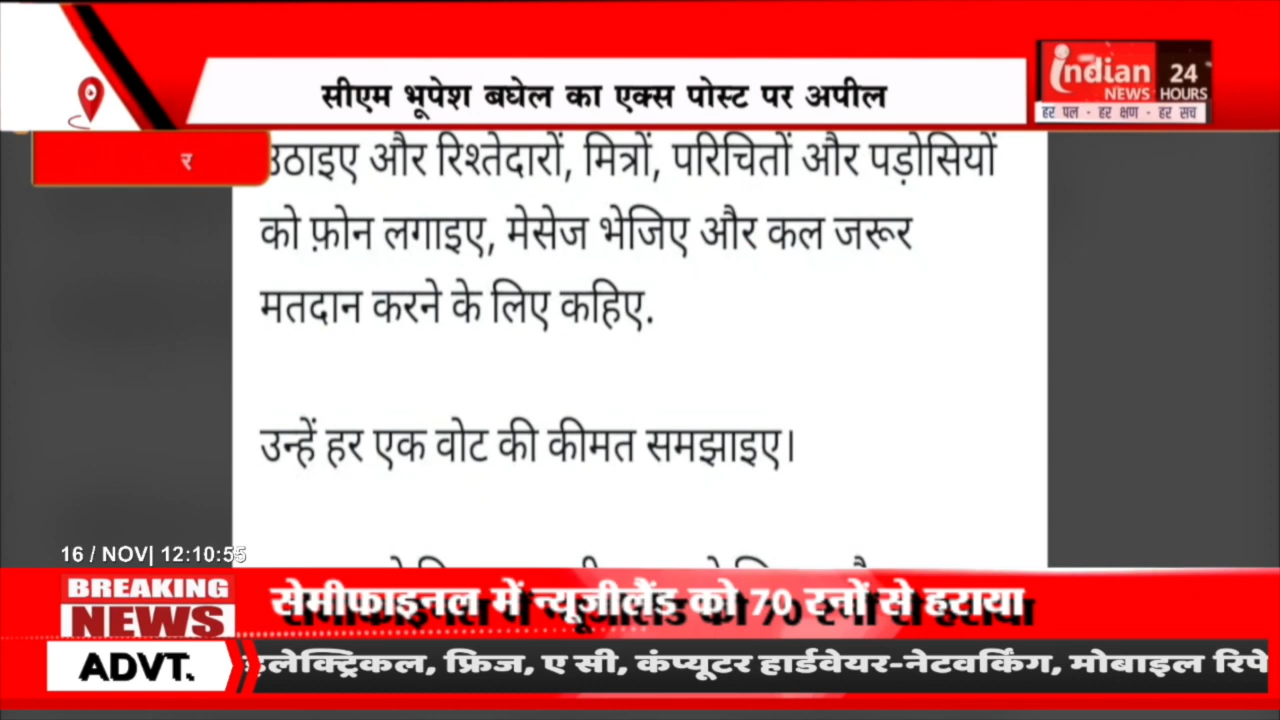 सीएम भूपेश बघेल का एक्स पोस्ट पर अपील
indian
NEWS
24
HOURS
हर पल - हर क्षण - हर सच
र
उठाइए और रिश्तेदारों, मित्रों, परिचितों और पड़ोसियों
को फ़ोन लगाइए, मेसेज भेजिए और कल जरूर
मतदान करने के लिए कहिए.
उन्हें हर एक वोट की कीमत समझाइए।
16 / NOV| 12:10:55
BREAKING
NEWS
सेमीफाइनल में न्यूजीलैंड को 70 रनों से हराया
ADVT.
इलेक्ट्रिकल, फ्रिज, ए सी, कंप्यूटर हार्डवेयर-नेटवर्किंग, मोबाइल रिपे